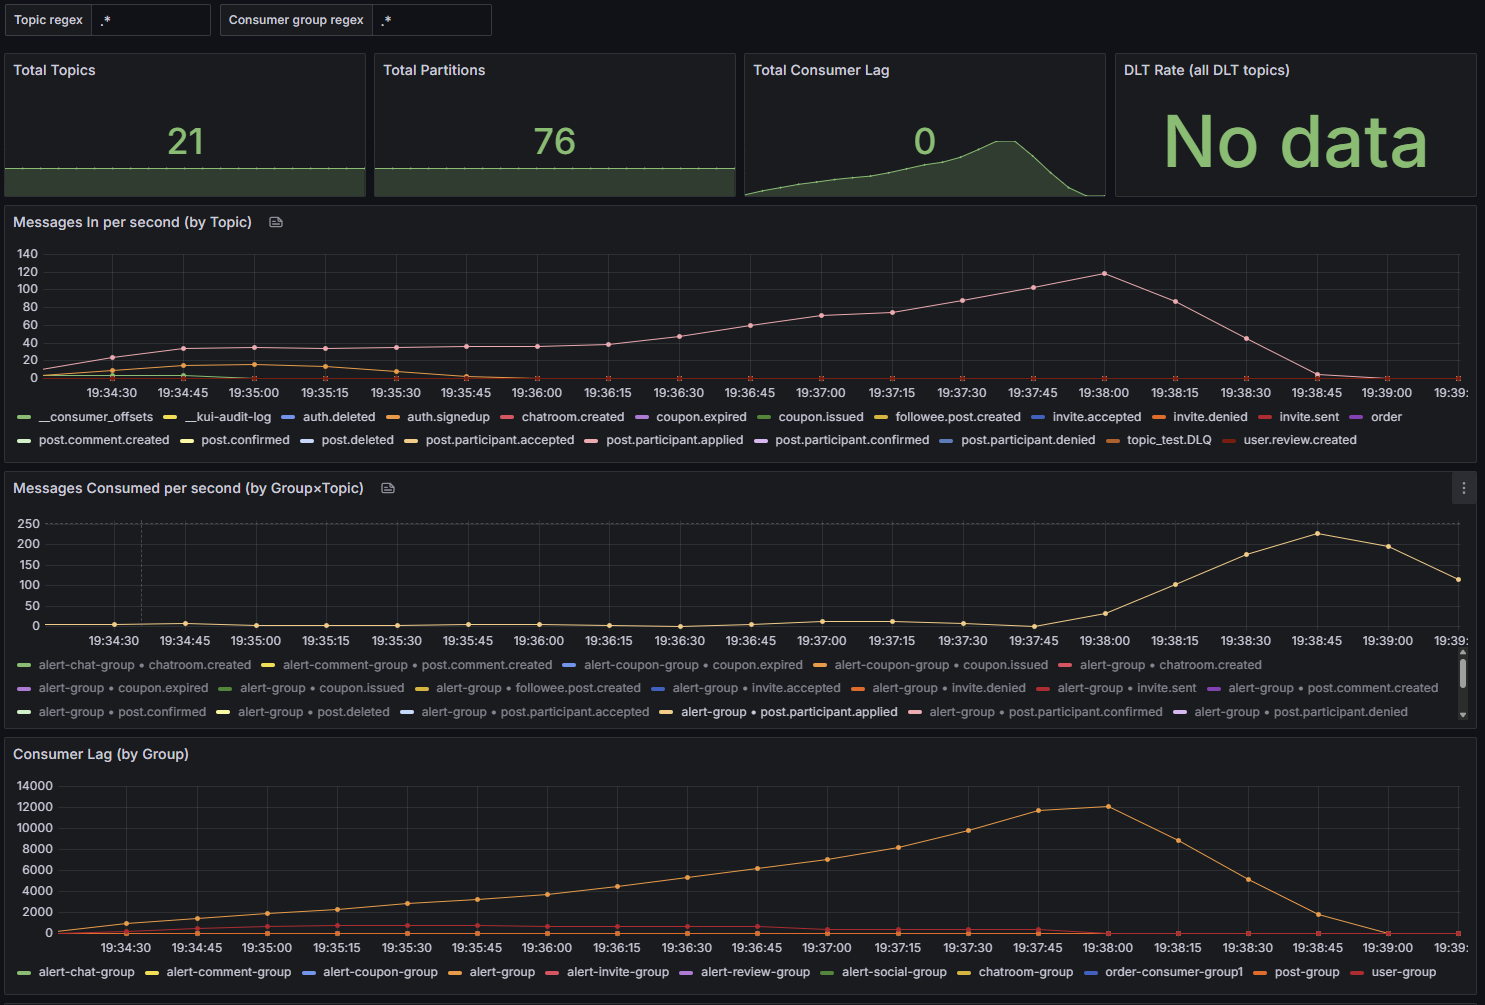 Topic regex .* Consumer group regex .*
Total Topics Total Partitions Total Consumer Lag DLT Rate (all DLT topics)
21 76 0 No data
Messages In per second (by Topic)
140
120
100
80
60
40
20
0
19:34:30 19:34:45 19:35:00 19:35:15 19:35:30 19:35:45 19:36:00 19:36:15 19:36:30 19:36:45 19:37:00 19:37:15 19:37:30 19:37:45 19:38:00 19:38:15 19:38:30 19:38:45 19:39:00 19:39:
__consumer_offsets __kui-audit-log auth.deleted auth.signedup chatroom.created coupon.expired coupon.issued followee.post.created invite.accepted invite.denied invite.sent order
post.comment.created post.confirmed post.deleted post.participant.accepted post.participant.applied post.participant.confirmed post.participant.denied topic_test.DLQ user.review.created
Messages Consumed per second (by Group×Topic)
250
200
150
100
50
0
19:34:30 19:34:45 19:35:00 19:35:15 19:35:30 19:35:45 19:36:00 19:36:15 19:36:30 19:36:45 19:37:00 19:37:15 19:37:30 19:37:45 19:38:00 19:38:15 19:38:30 19:38:45 19:39:00 19:39:
alert-chat-group • chatroom.created alert-comment-group • post.comment.created alert-coupon-group • coupon.expired alert-coupon-group • coupon.issued alert-group • chatroom.created
alert-group • coupon.expired alert-group • coupon.issued alert-group • followee.post.created alert-group • invite.accepted alert-group • invite.denied alert-group • invite.sent alert-group • post.comment.created
alert-group • post.confirmed alert-group • post.deleted alert-group • post.participant.accepted alert-group • post.participant.applied alert-group • post.participant.confirmed alert-group • post.participant.denied
Consumer Lag (by Group)
14000
12000
10000
8000
6000
4000
2000
0
19:34:30 19:34:45 19:35:00 19:35:15 19:35:30 19:35:45 19:36:00 19:36:15 19:36:30 19:36:45 19:37:00 19:37:15 19:37:30 19:37:45 19:38:00 19:38:15 19:38:30 19:38:45 19:39:00 19:39:
alert-chat-group alert-comment-group alert-coupon-group alert-group alert-invite-group alert-review-group alert-social-group chatroom-group order-consumer-group1 post-group user-group